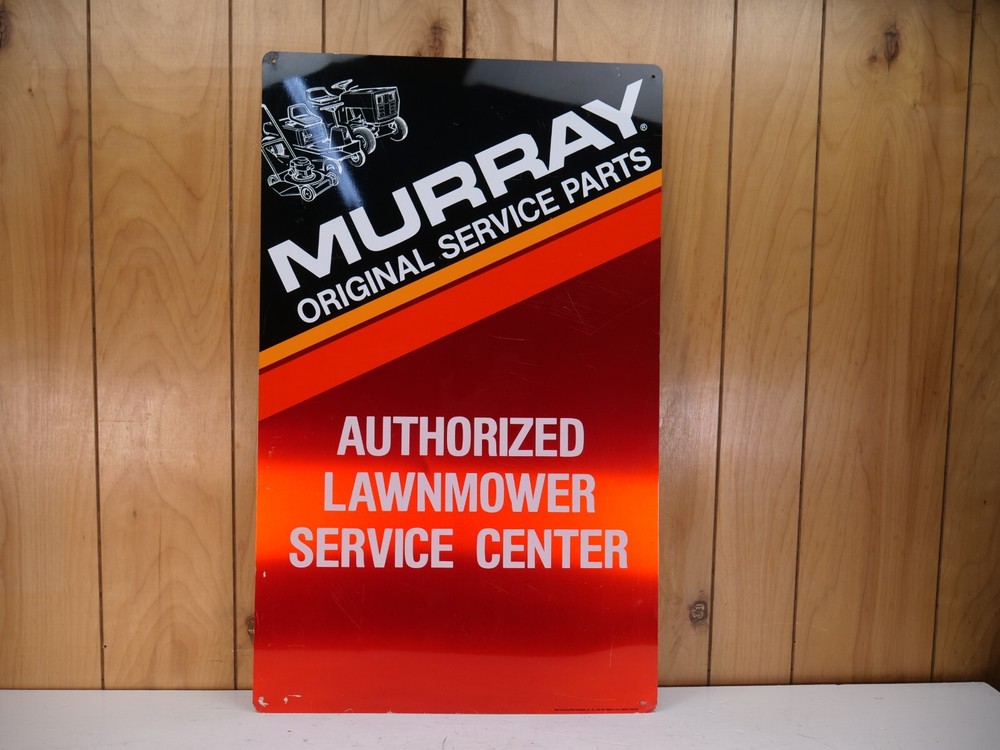 MURRAY®
ORIGINAL SERVICE PARTS
AUTHORIZED
LAWNMOWER
SERVICE CENTER